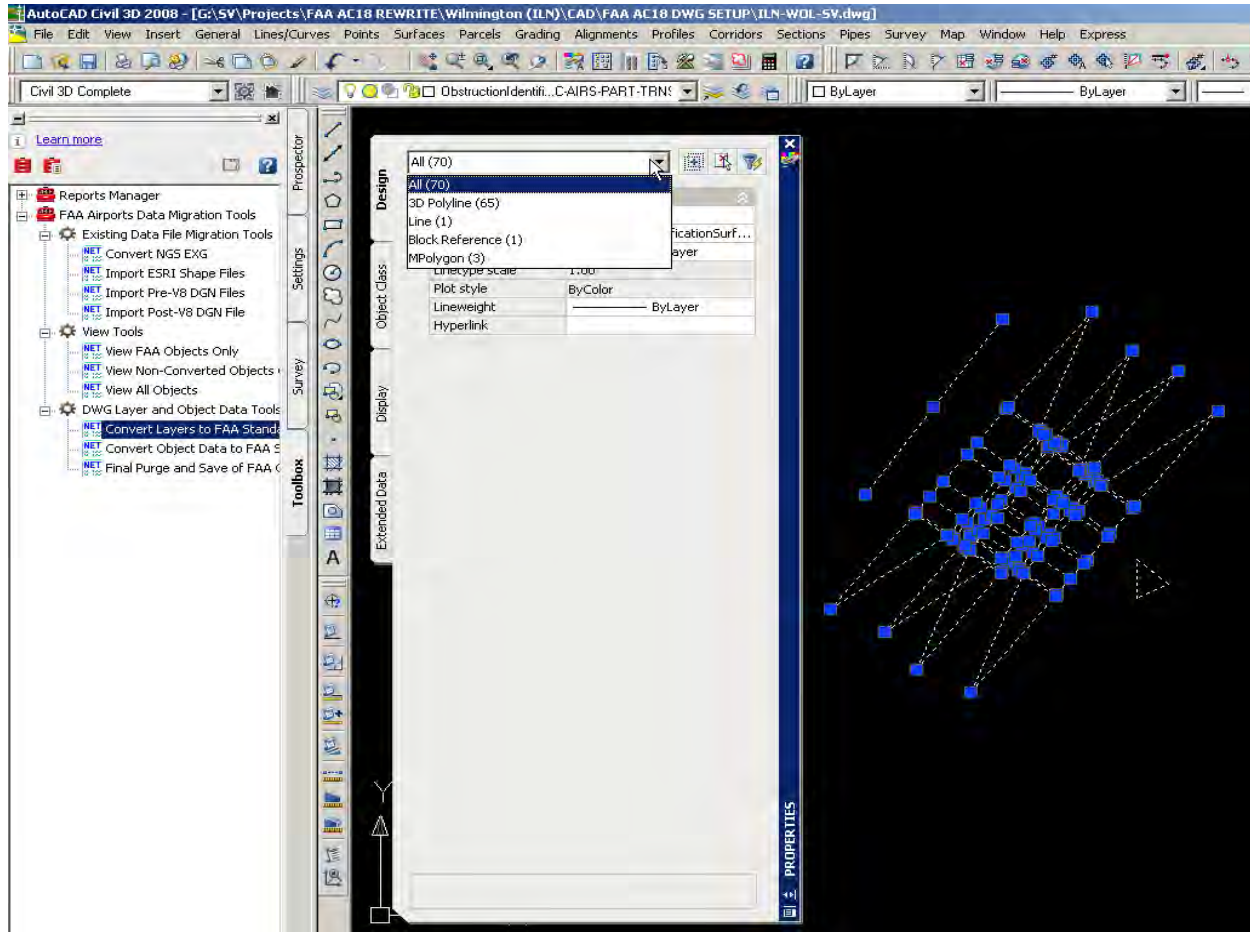 AutoCAD Civil 3D 2008 - [G:\SV\Projects\FAA AC18 REWRITE\Wilmington (ILN)\CAD\FAA AC18 DWG SETUP\ILN-WOL-SV.dwg]
File Edit View Insert General Lines/Curves Points Surfaces Parcels Grading Alignments Profiles Corridors Sections Pipes Survey Map Window Help Express
Civil 3D Complete
ObstructionIdentifi...C-AIRS-PART-TRNS
ByLayer
ByLayer
Learn more
Reports Manager
FAA Airports Data Migration Tools
Existing Data File Migration Tools
Convert NGS EXG
Import ESRI Shape Files
Import Pre-V8 DGN Files
Import Post-V8 DGN File
View Tools
View FAA Objects Only
View Non-Converted Objects
View All Objects
DWG Layer and Object Data Tools
Convert Layers to FAA Standa
Convert Object Data to FAA S
Final Purge and Save of FAA
Prospector
Settings
Survey
Toolbox
A
Design
Object Class
Display
Extended Data
All (70)
All (70)
3D Polyline (65)
Line (1)
Block Reference (1)
MPolygon (3)
ficationSurf...
ayer
Linetype scale 1.00
Plot style ByColor
Lineweight ByLayer
Hyperlink
PROPERTIES
Y